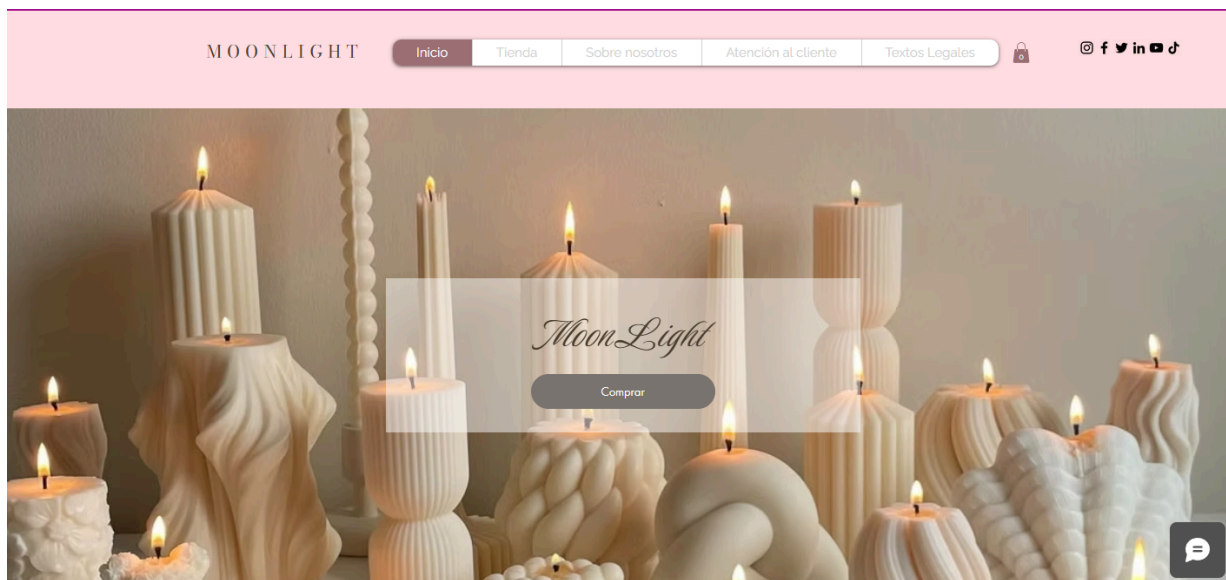 MOONLIGHT
Inicio
Tienda
Sobre nosotros
Atención al cliente
Textos Legales
0
MoonLight
Comprar